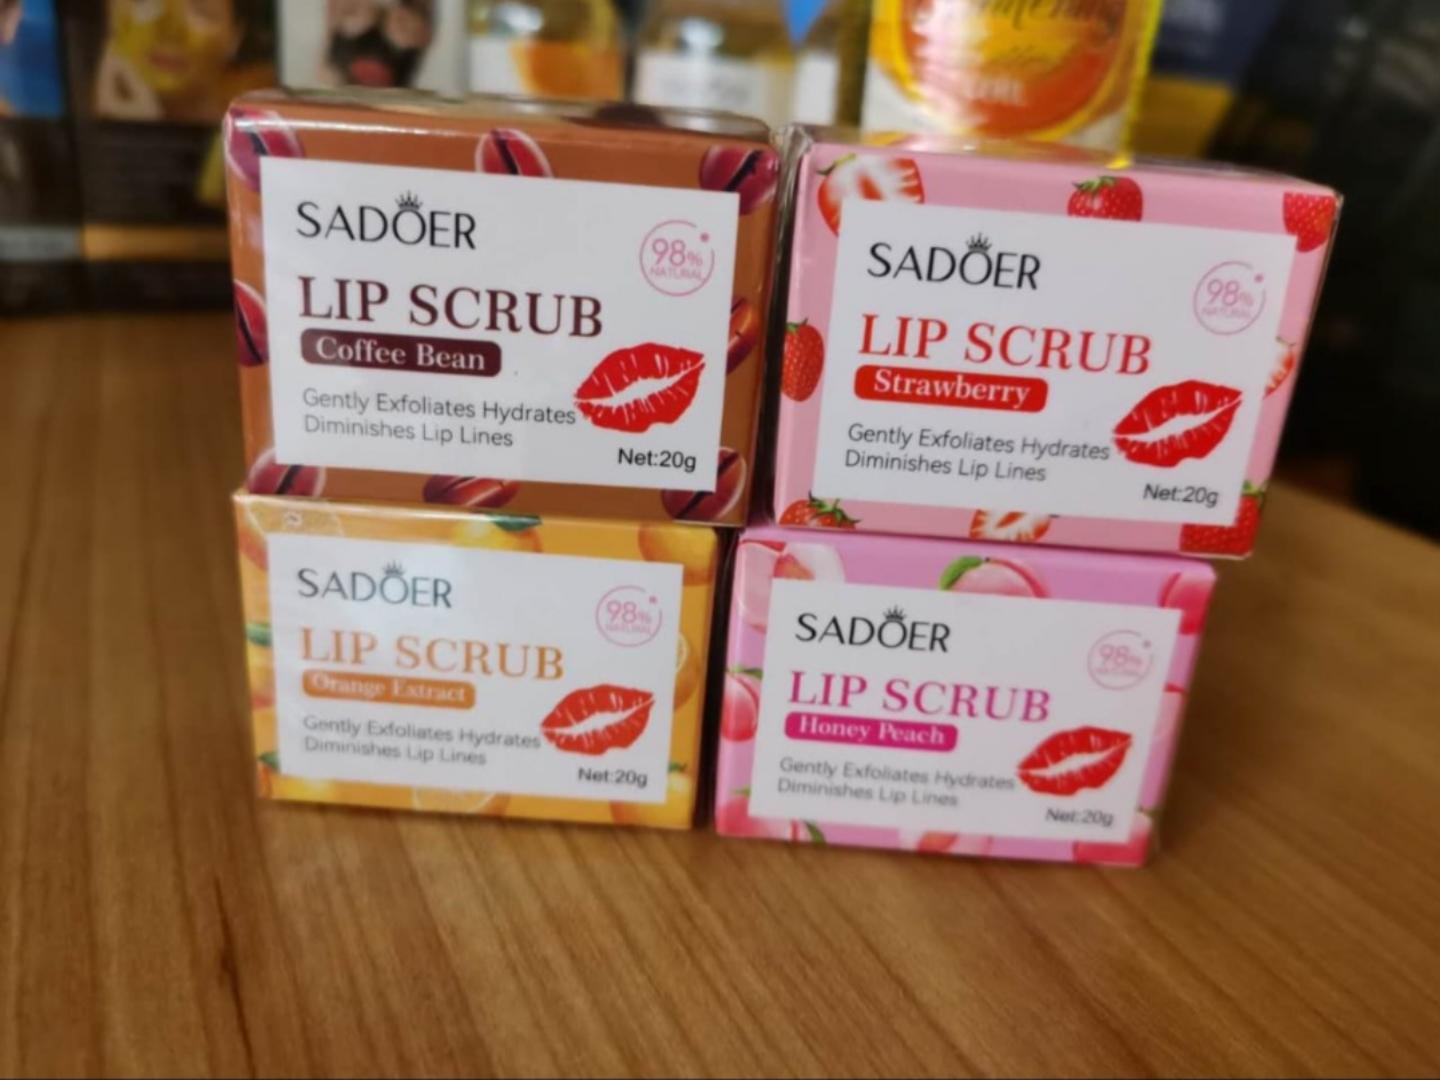 SADOER
98%
NATURAL
LIP SCRUB
Coffee Bean
Gently Exfoliates Hydrates
Diminishes Lip Lines
Net:20g
SADOER
98%
NATURAL
LIP SCRUB
Strawberry
Gently Exfoliates Hydrates
Diminishes Lip Lines
Net:20g
SADOER
98%
NATURAL
LIP SCRUB
Orange Extract
Gently Exfoliates Hydrates
Diminishes Lip Lines
Net:20g
SADOER
98%
NATURAL
LIP SCRUB
Honey Peach
Gently Exfoliates Hydrates
Diminishes Lip Lines
Net:20g